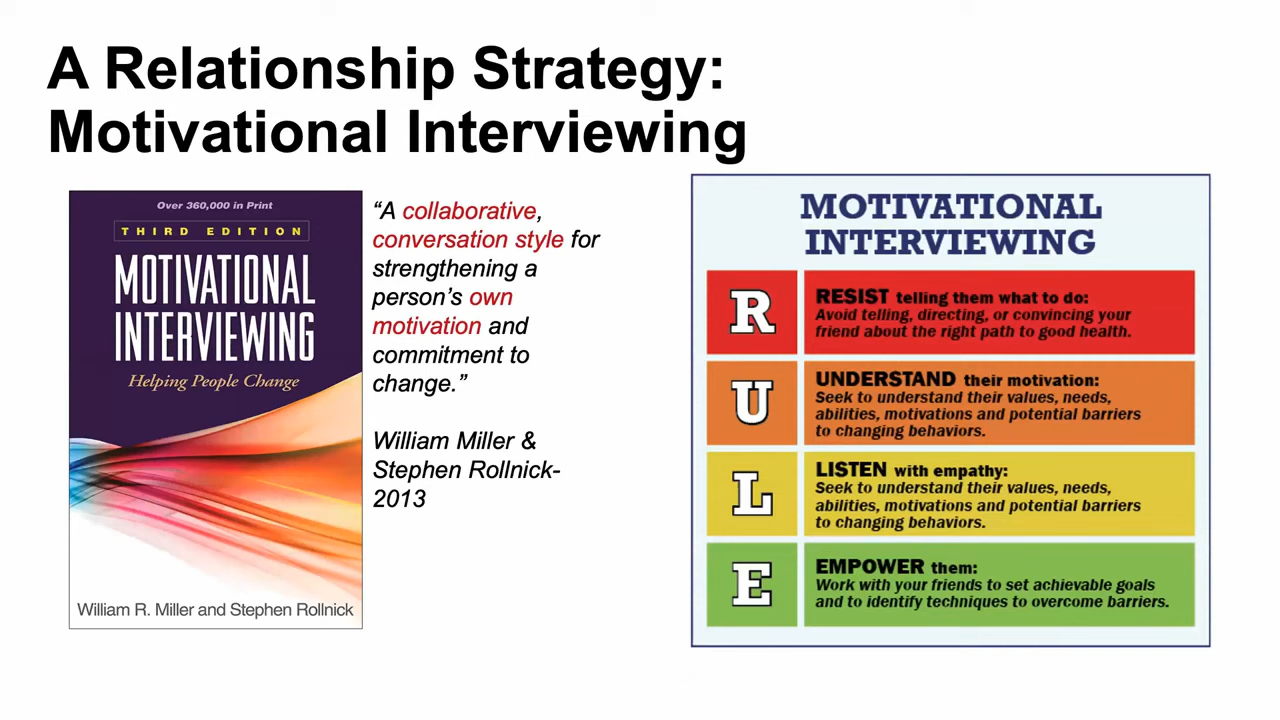 A Relationship Strategy:
Motivational Interviewing
Over 360,000 in Print
THIRD EDITION
MOTIVATIONAL
INTERVIEWING
Helping People Change
William R. Miller and Stephen Rollnick
“A collaborative,
conversation style for
strengthening a
person’s own
motivation and
commitment to
change.”
William Miller &
Stephen Rollnick-
2013
MOTIVATIONAL
INTERVIEWING
R
RESIST telling them what to do:
Avoid telling, directing, or convincing your
friend about the right path to good health.
U
UNDERSTAND their motivation:
Seek to understand their values, needs,
abilities, motivations and potential barriers
to changing behaviors.
L
LISTEN with empathy:
Seek to understand their values, needs,
abilities, motivations and potential barriers
to changing behaviors.
E
EMPOWER them:
Work with your friends to set achievable goals
and to identify techniques to overcome barriers.